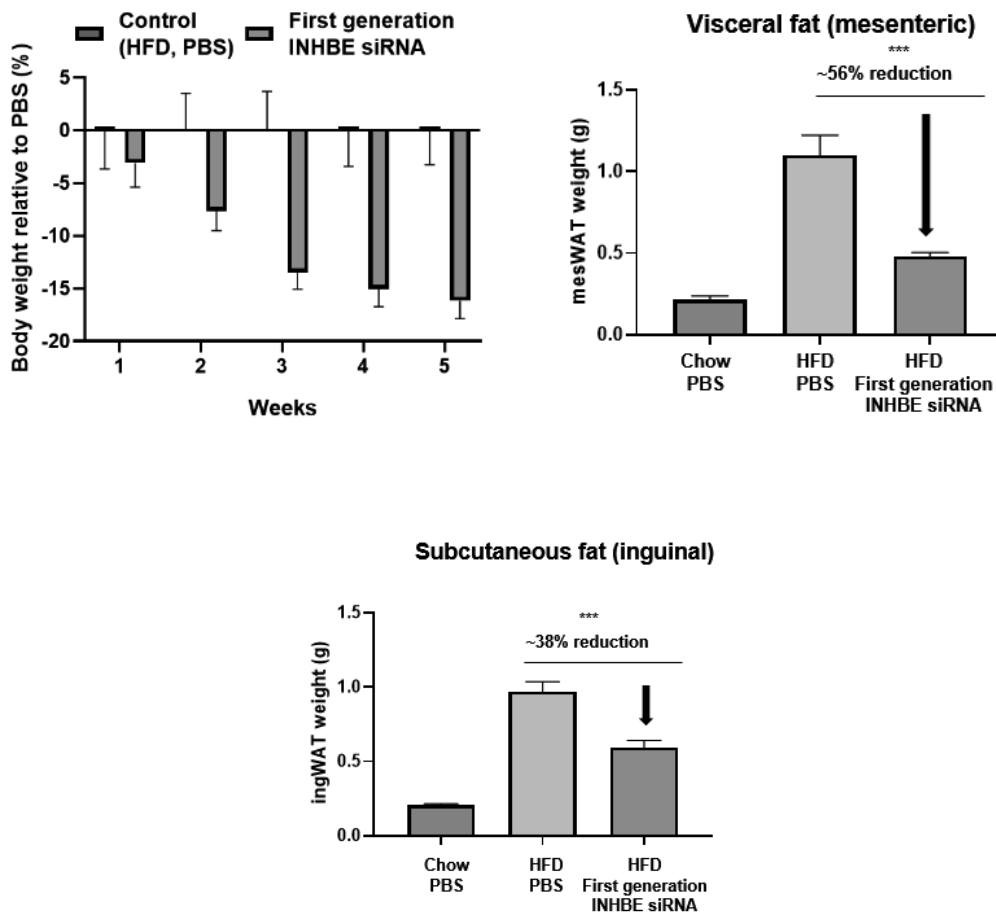 Control
(HFD, PBS)
First generation
INHBE siRNA
Body weight relative to PBS (%)
5
0
-5
-10
-15
-20
1 2 3 4 5
Weeks
Visceral fat (mesenteric)
***
~56% reduction
mesWAT weight (g)
1.5
1.0
0.5
0.0
Chow
PBS
HFD
PBS
HFD
First generation
INHBE siRNA
Subcutaneous fat (inguinal)
***
~38% reduction
ingWAT weight (g)
1.5
1.0
0.5
0.0
Chow
PBS
HFD
PBS
HFD
First generation
INHBE siRNA